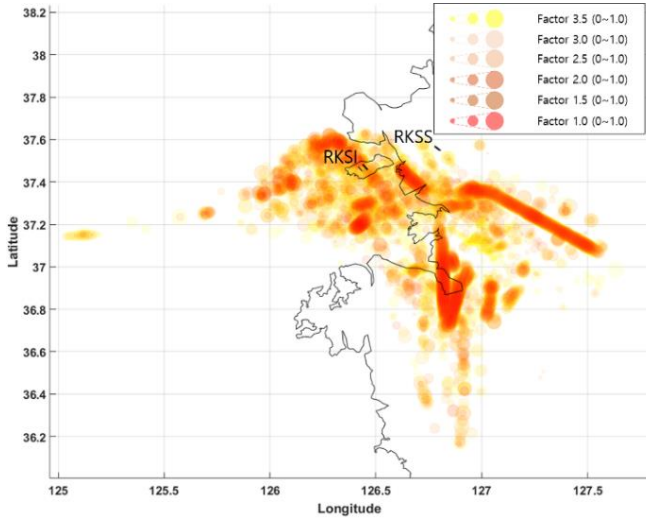 38.2
38
37.8
37.6
37.4
37.2
37
36.8
36.6
36.4
36.2
Latitude
Factor 3.5 (0~1.0)
Factor 3.0 (0~1.0)
Factor 2.5 (0~1.0)
Factor 2.0 (0~1.0)
Factor 1.5 (0~1.0)
Factor 1.0 (0~1.0)
RKSS
RKSI
125
125.5
126
126.5
127
127.5
Longitude